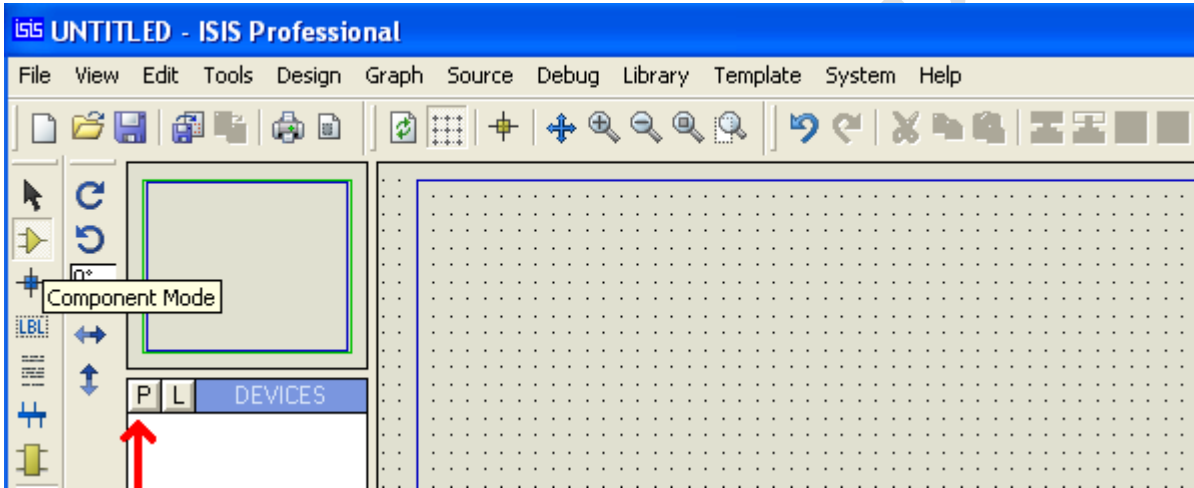 isis UNTITLED - ISIS Professional
File View Edit Tools Design Graph Source Debug Library Template System Help
0°
Component Mode
LBL
P L DEVICES